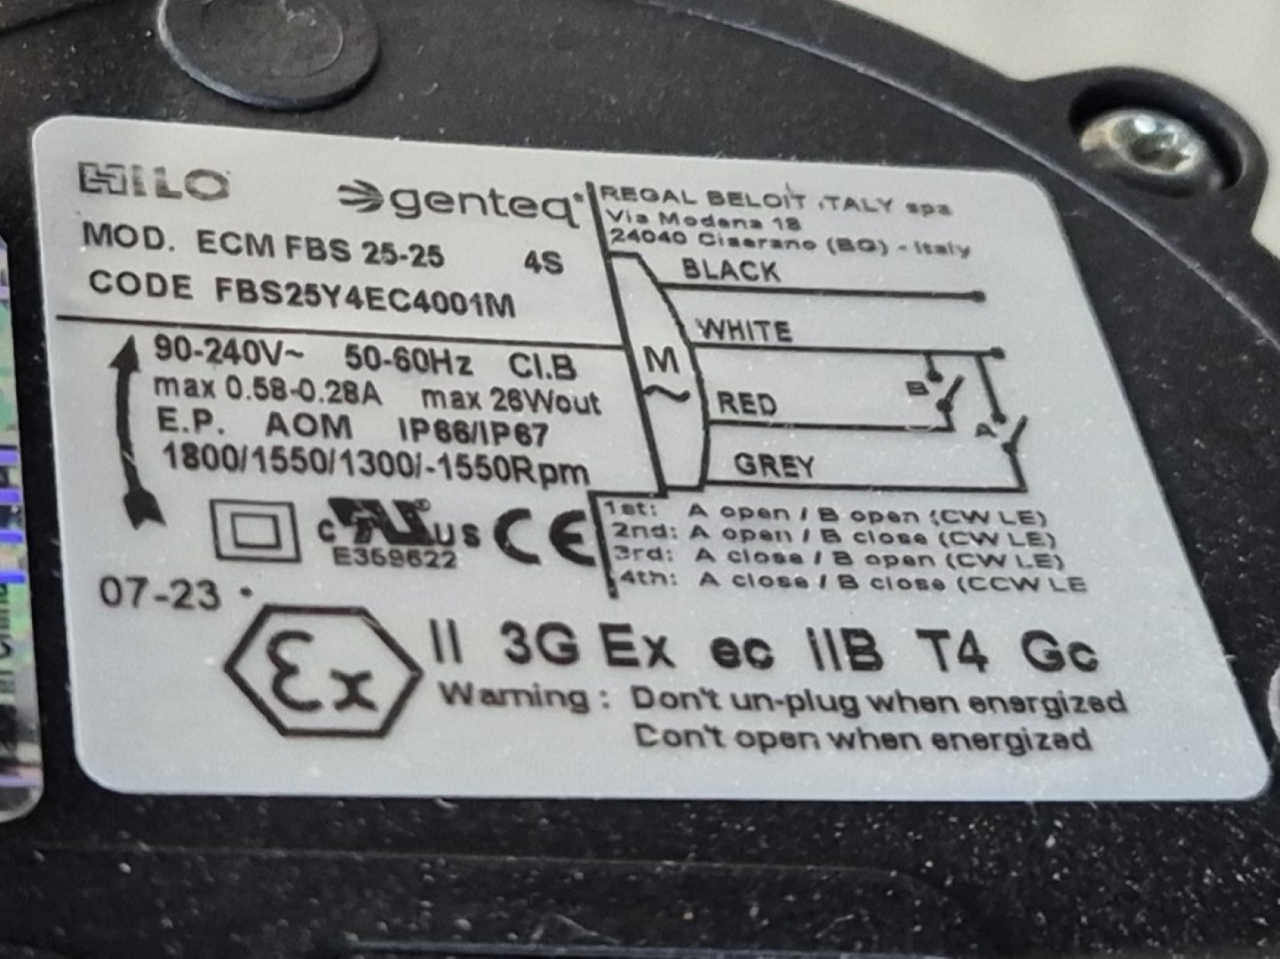 HILO
genteq
MOD. ECM FBS 25-25 4S
CODE FBS25Y4EC4001M
REGAL BELOIT ITALY spa
Via Modena 18
24040 Ciserano (BG) - Italy
90-240V~ 50-60Hz Cl.B
max 0.58-0.28A max 26Wout
E.P. AOM IP66/IP67
1800/1550/1300/-1550Rpm
BLACK
WHITE
M
~
B
RED
A
GREY
c RU us CE
E359622
1st: A open / B open (CW LE)
2nd: A open / B close (CW LE)
3rd: A close / B open (CW LE)
4th: A close / B close (CCW LE
07-23
Ex II 3G Ex ec IIB T4 Gc
Warning : Don't un-plug when energized
Don't open when energized